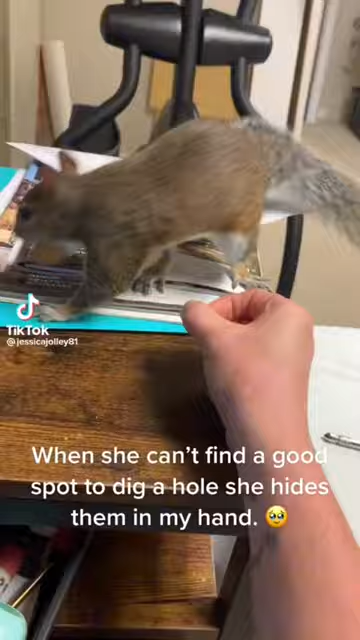 TikTok
@jessicajolley81
When she can't find a good
spot to dig a hole she hides
them in my hand. 🥹